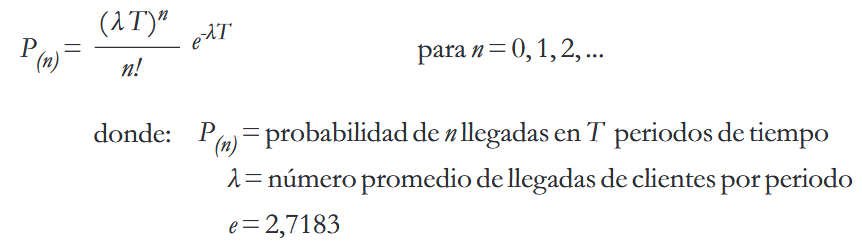 P(n) = (λT)^n / n! e^-λT para n = 0, 1, 2, ...
donde: P(n) = probabilidad de n llegadas en T periodos de tiempo
λ = número promedio de llegadas de clientes por periodo
e = 2,7183